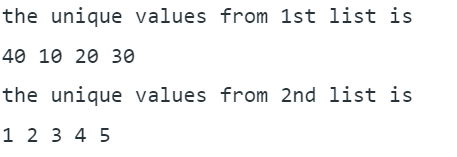 the unique values from 1st list is
40 10 20 30
the unique values from 2nd list is
1 2 3 4 5